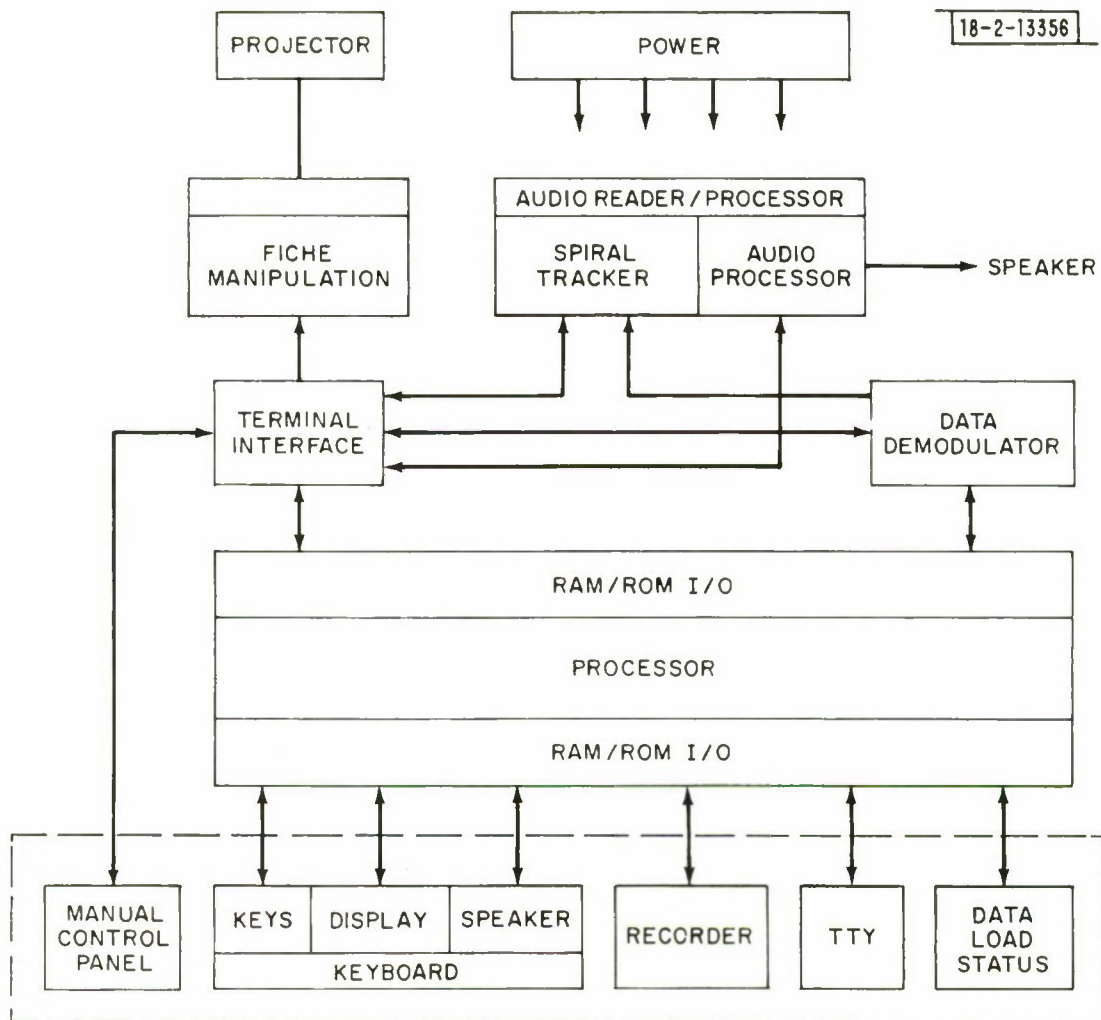 18-2-13356
PROJECTOR
POWER
AUDIO READER/PROCESSOR
FICHE
MANIPULATION
SPIRAL
TRACKER
AUDIO
PROCESSOR
SPEAKER
TERMINAL
INTERFACE
DATA
DEMODULATOR
RAM/ROM I/O
PROCESSOR
RAM/ROM I/O
MANUAL
CONTROL
PANEL
KEYS
DISPLAY
SPEAKER
KEYBOARD
RECORDER
TTY
DATA
LOAD
STATUS